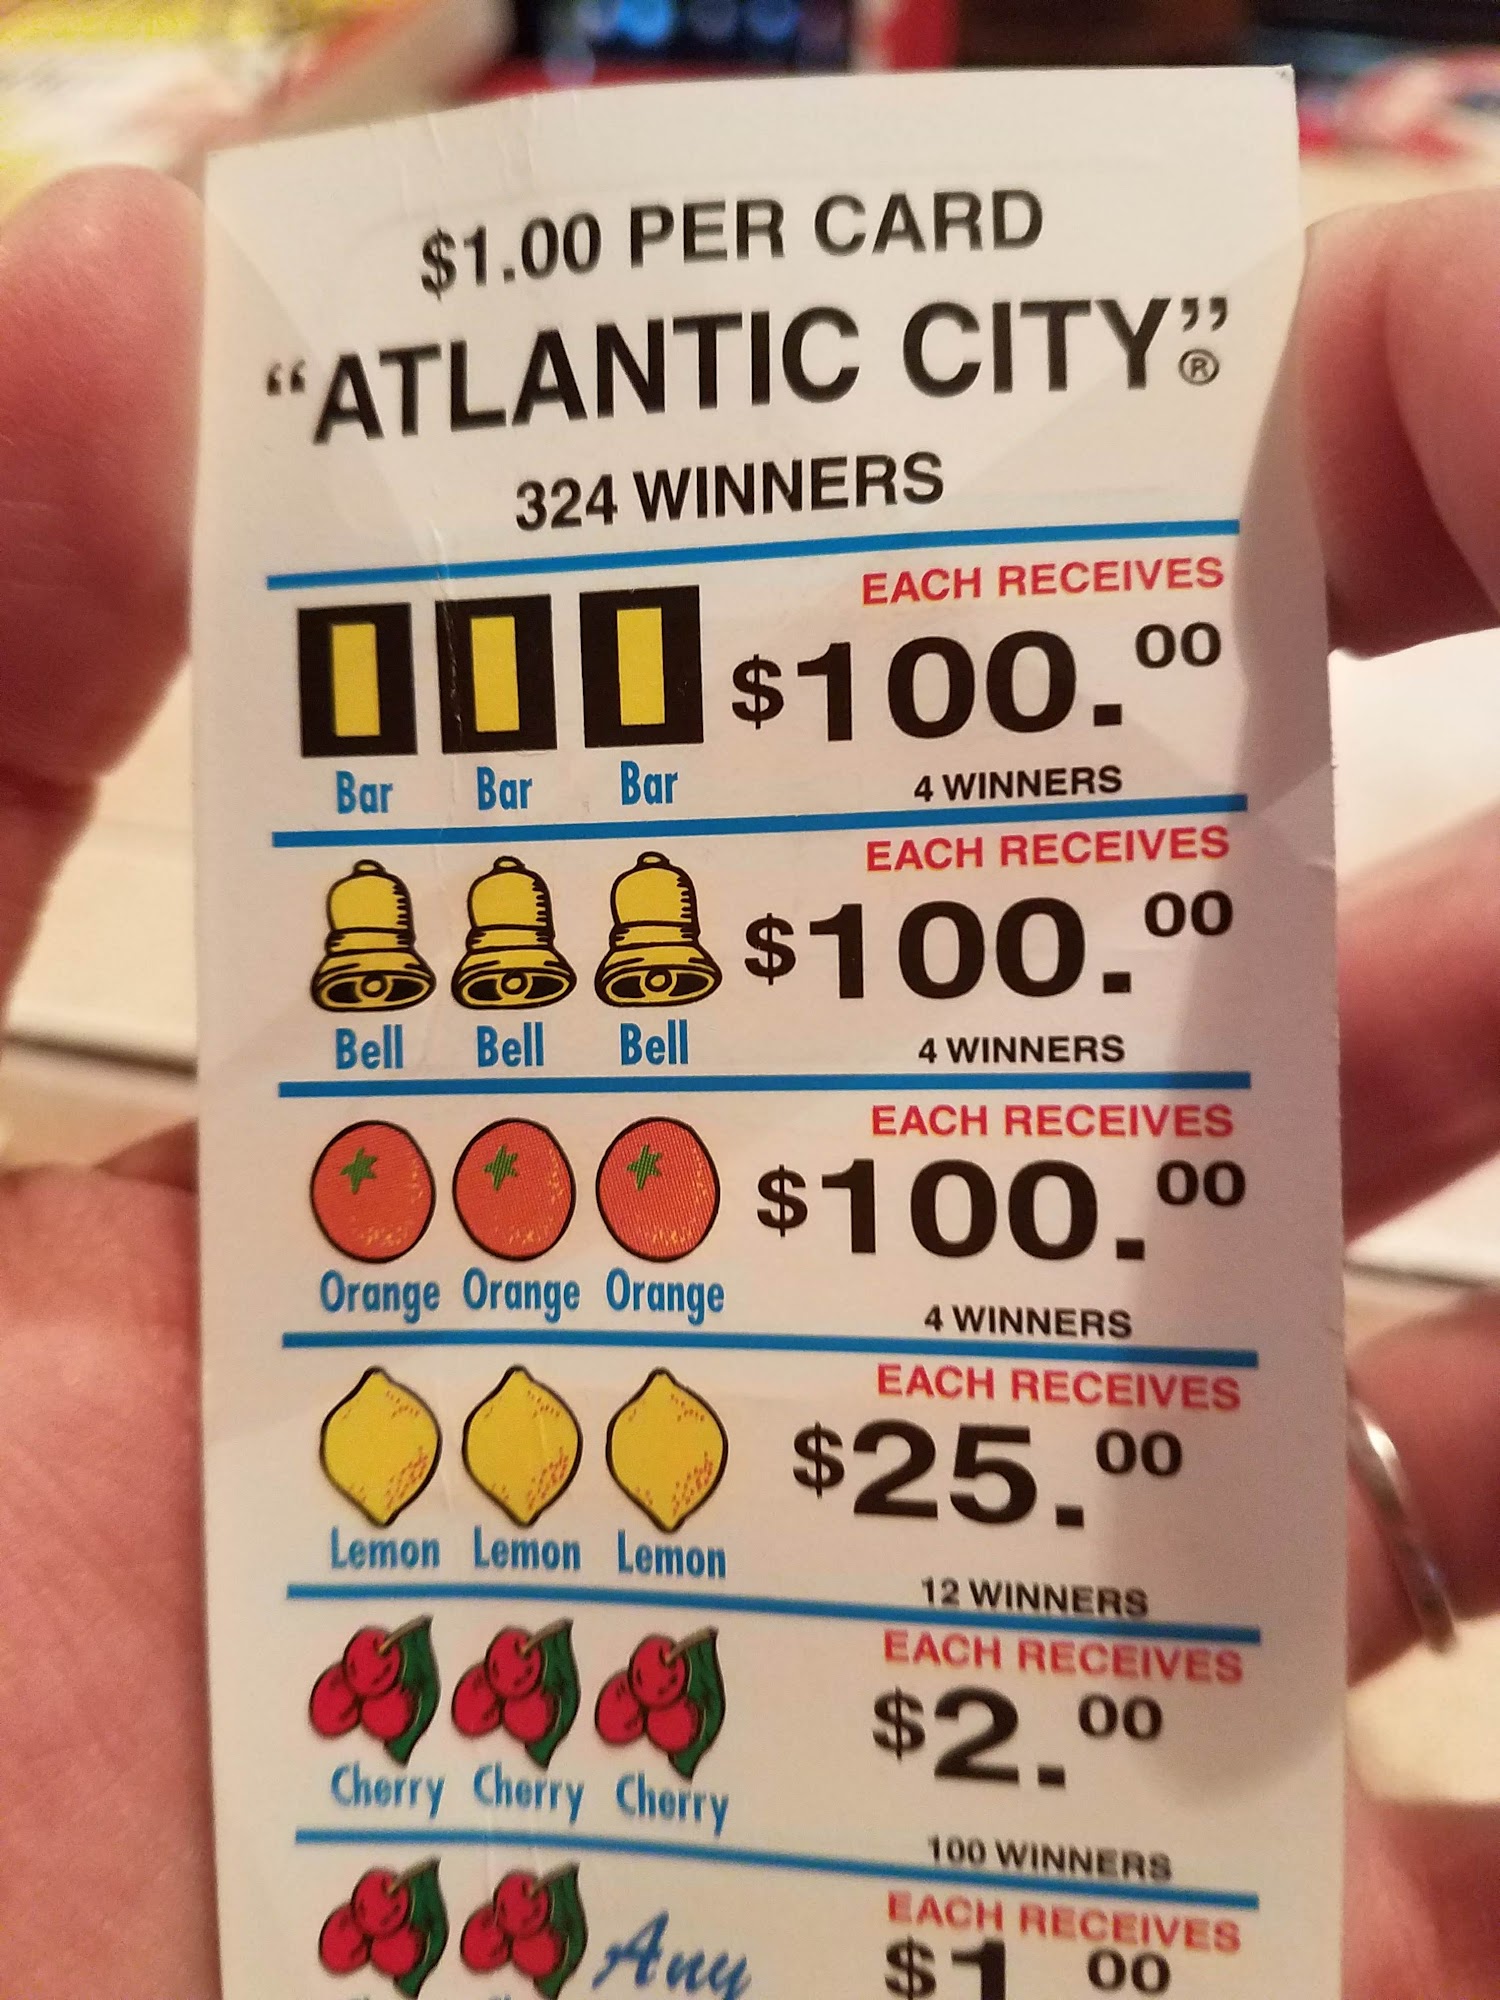 $1.00 PER CARD
"ATLANTIC CITY"®
324 WINNERS
EACH RECEIVES
$100.00
Bar Bar Bar
4 WINNERS
EACH RECEIVES
$100.00
Bell Bell Bell
4 WINNERS
EACH RECEIVES
$100.00
Orange Orange Orange
4 WINNERS
EACH RECEIVES
$25.00
Lemon Lemon Lemon
12 WINNERS
EACH RECEIVES
$2.00
Cherry Cherry Cherry
100 WINNERS
EACH RECEIVES
Any $1 00